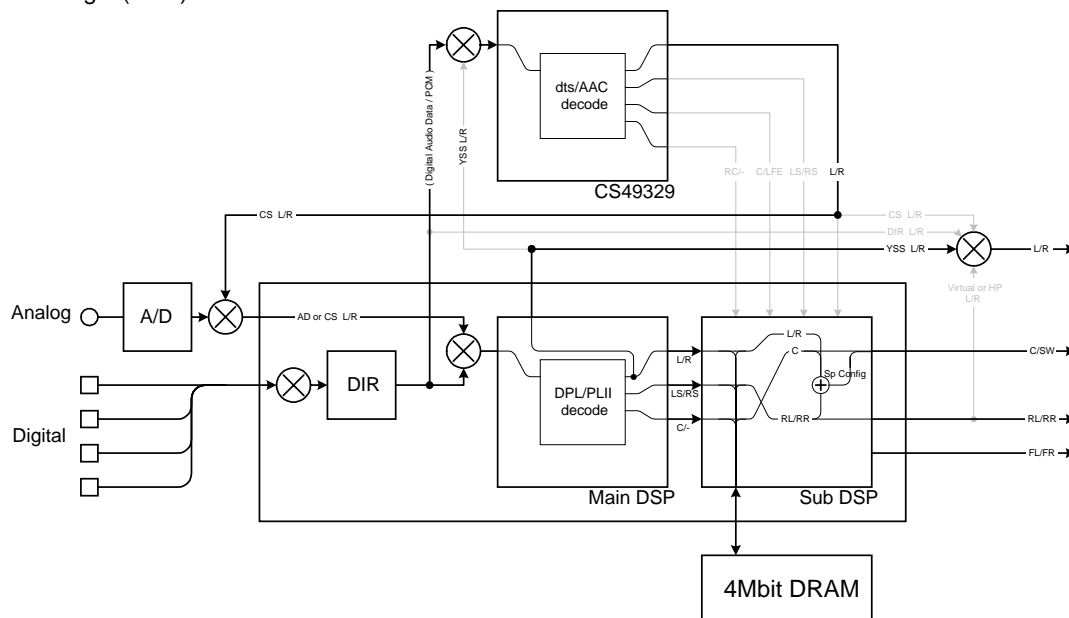 dts/AAC
decode
( Digital Audio Data / PCM )
YSS L/R
RC/-
C/LFE
LS/RS
L/R
CS49329
CS L/R
CS L/R
DIR L/R
YSS L/R
L/R
Virtual or HP
L/R
Analog
A/D
AD or CS L/R
L/R
L/R
C
C/SW
Sp Config
DIR
DPL/PLII
decode
LS/RS
C/-
RL/RR
RL/RR
Digital
FL/FR
Main DSP
Sub DSP
4Mbit DRAM